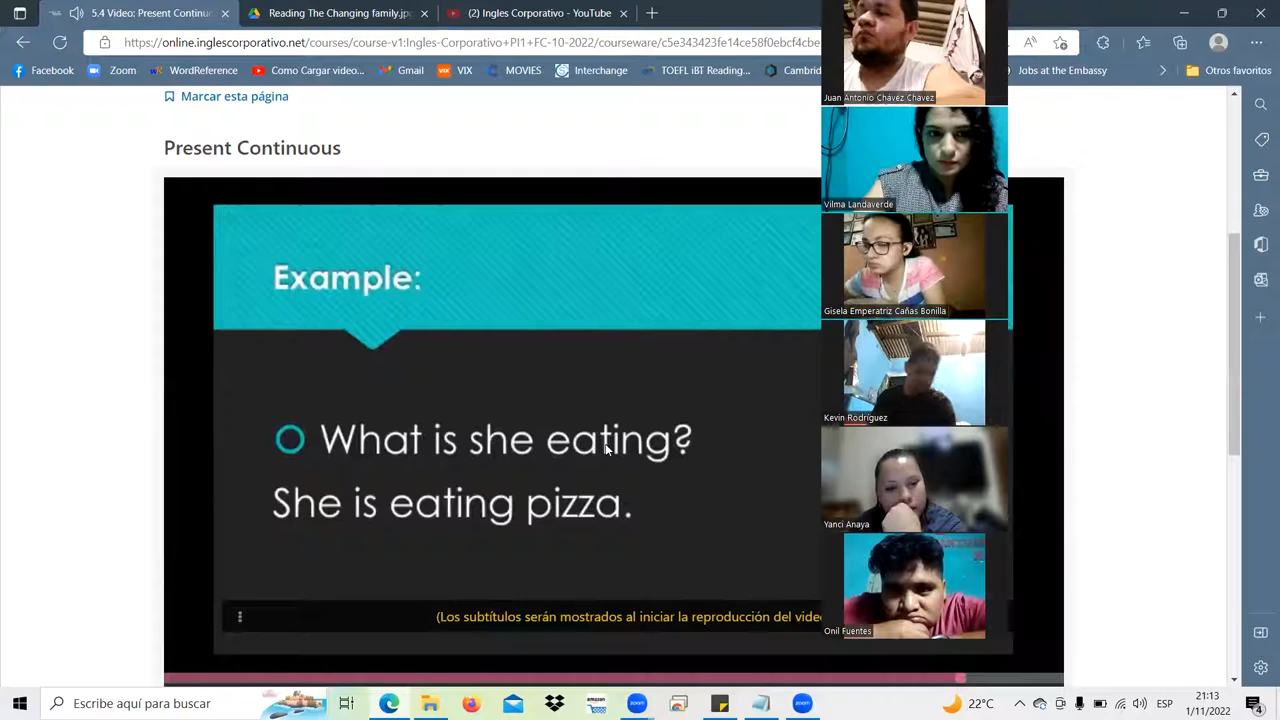 5.4 Video: Present Continuo
Reading The Changing family.jpg
(2) Ingles Corporativo - YouTube
https://online.inglescorporativo.net/courses/course-v1:Ingles-Corporativo+PI1+FC-10-2022/courseware/c5e343423fe14ce58f0ebcf4cbe
Facebook
Zoom
WordReference
Como Cargar video...
Gmail
VIX
MOVIES
Interchange
TOEFL iBT Reading...
Cambrid
Jobs at the Embassy
Otros favoritos
Marcar esta página
Present Continuous
Example:
What is she eating?
She is eating pizza.
(Los subtítulos serán mostrados al iniciar la reproducción del vide
Juan Antonio Chávez Chavez
Vilma Landaverde
Gisela Emperatriz Cañas Bonilla
Kevin Rodríguez
Yanci Anaya
Onil Fuentes
Escribe aquí para buscar
22°C
ESP
21:13
1/11/2022
4